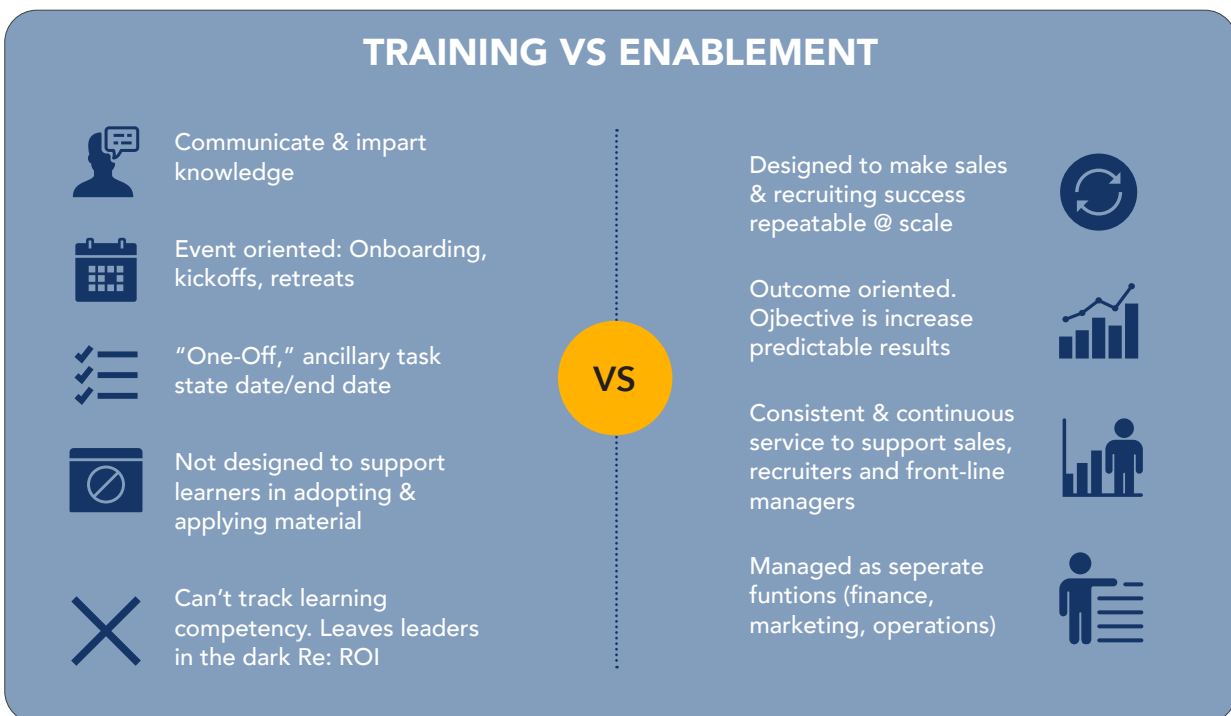 TRAINING VS ENABLEMENT
Communicate & impart
knowledge
Event oriented: Onboarding,
kickoffs, retreats
“One-Off,” ancillary task
state date/end date
Not designed to support
learners in adopting &
applying material
Can’t track learning
competency. Leaves leaders
in the dark Re: ROI
VS
Designed to make sales
& recruiting success
repeatable @ scale
Outcome oriented.
Ojbective is increase
predictable results
Consistent & continuous
service to support sales,
recruiters and front-line
managers
Managed as seperate
funtions (finance,
marketing, operations)